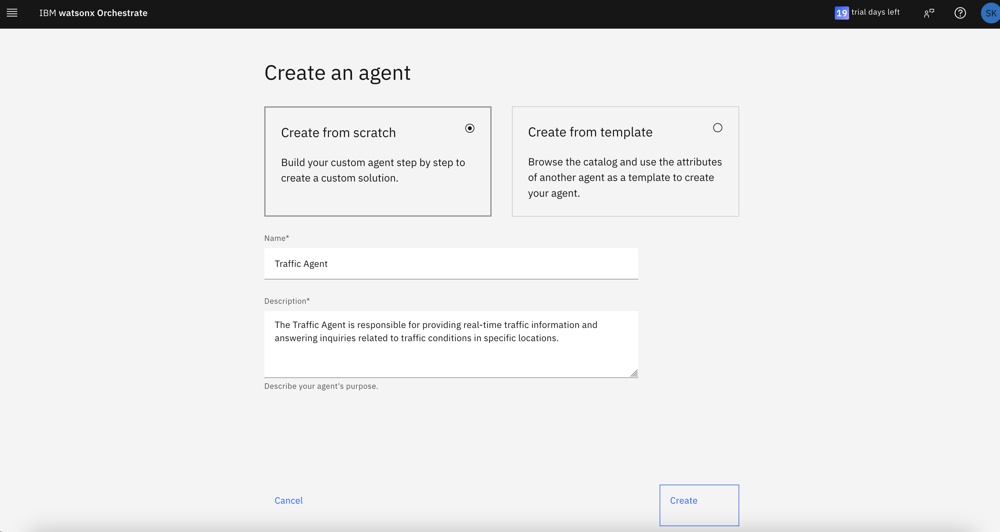 IBM watsonx Orchestrate
19 trial days left
SK
Create an agent
Create from scratch
Build your custom agent step by step to
create a custom solution.
Create from template
Browse the catalog and use the attributes
of another agent as a template to create
your agent.
Name*
Traffic Agent
Description*
The Traffic Agent is responsible for providing real-time traffic information and
answering inquiries related to traffic conditions in specific locations.
Describe your agent's purpose.
Cancel
Create